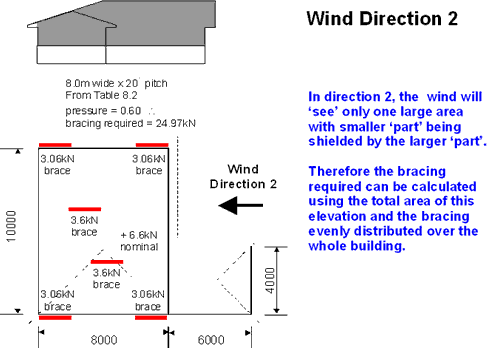 Wind Direction 2
8.0m wide x 20° pitch
From Table 8.2
pressure = 0.60 ∴
bracing required = 24.97kN
In direction 2, the wind will
'see' only one large area
with smaller 'part' being
shielded by the larger 'part'.
Therefore the bracing
required can be calculated
using the total area of this
elevation and the bracing
evenly distributed over the
whole building.
3.06kN
brace
3.06kN
brace
Wind
Direction 2
3.6kN
brace
+ 6.6kN
nominal
3.6kN
brace
3.06kN
brace
3.06kN
brace
10000
4000
8000
6000